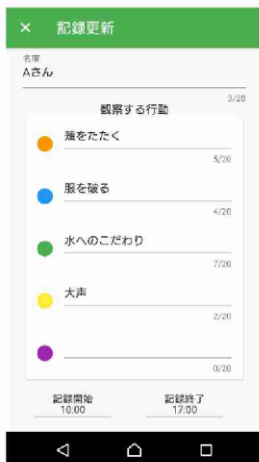 × 記録更新
名前
Aさん
3/20
観察する行動
頭をたたく
5/20
服を破る
4/20
水へのこだわり
7/20
大声
2/20
0/20
記録開始 記録終了
10:00 17:00